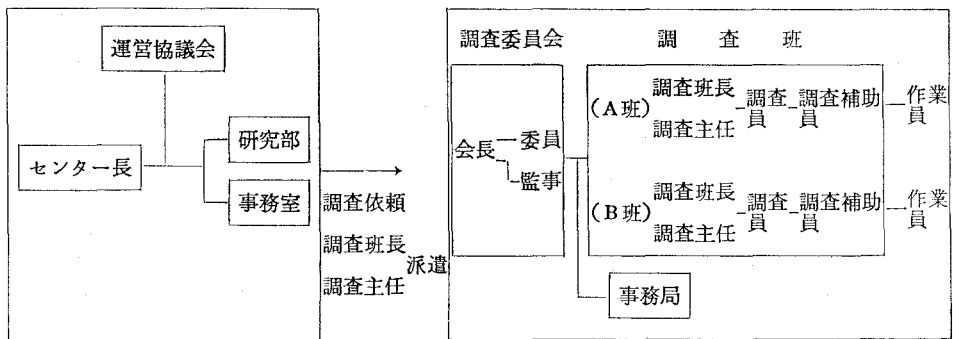 運営協議会
センター長
研究部
事務室
調査依頼
調査班長
調査主任
派遣
調査委員会
調査班
会長
委員
監事
(A班)
調査班長
調査主任
調査員
調査補助
作業員
(B班)
調査班長
調査主任
調査員
調査補助
作業員
事務局